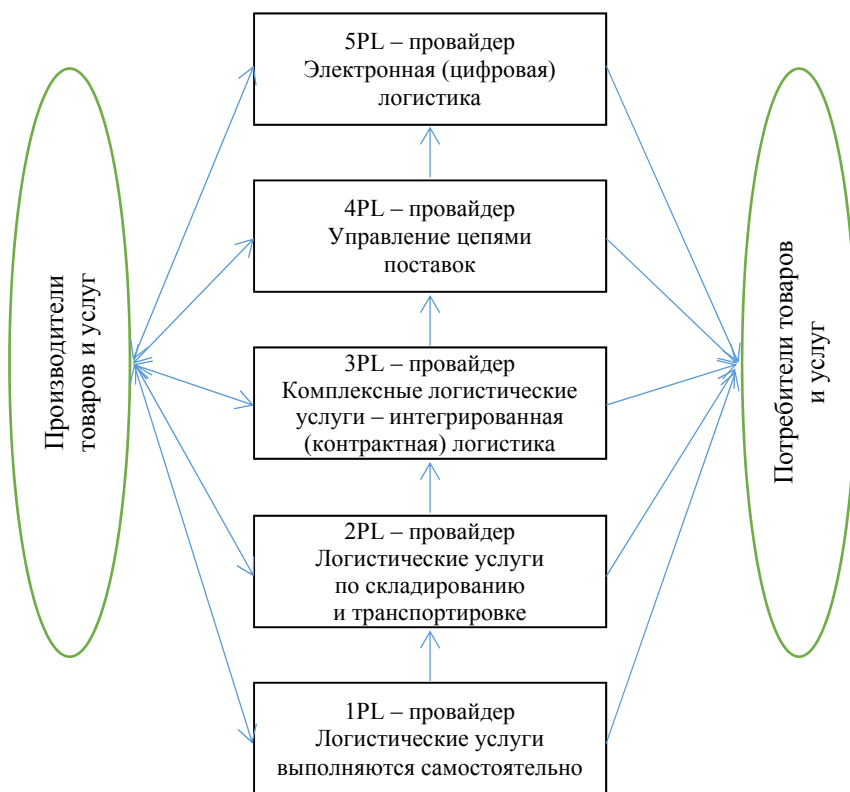 Производители
товаров и услуг
5PL – провайдер
Электронная (цифровая)
логистика
4PL – провайдер
Управление цепями
поставок
3PL – провайдер
Комплексные логистические
услуги – интегрированная
(контрактная) логистика
2PL – провайдер
Логистические услуги
по складированию
и транспортировке
1PL – провайдер
Логистические услуги
выполняются самостоятельно
Потребители товаров
и услуг